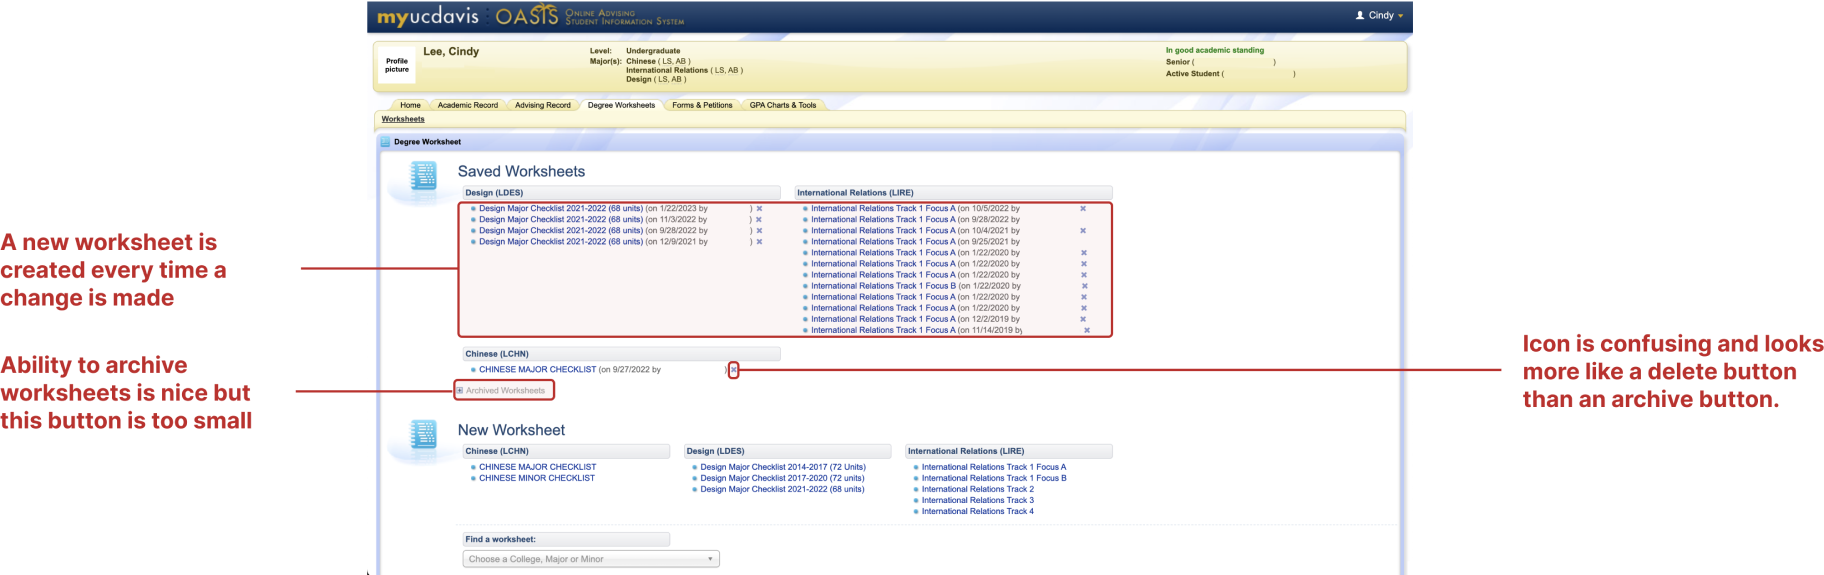 myucdavis : OASIS ONLINE ADVISING STUDENT INFORMATION SYSTEM
Cindy
Profile picture
Lee, Cindy
Level: Undergraduate
Major(s): Chinese ( LS, AB )
International Relations ( LS, AB )
Design ( LS, AB )
In good academic standing
Senior ( )
Active Student ( )
Home Academic Record Advising Record Degree Worksheets Forms & Petitions GPA Charts & Tools
Worksheets
Degree Worksheet
Saved Worksheets
Design (LDES)
Design Major Checklist 2021-2022 (68 units) (on 1/22/2023 by )
Design Major Checklist 2021-2022 (68 units) (on 11/3/2022 by )
Design Major Checklist 2021-2022 (68 units) (on 9/28/2022 by )
Design Major Checklist 2021-2022 (68 units) (on 12/9/2021 by )
International Relations (LIRE)
International Relations Track 1 Focus A (on 10/5/2022 by
International Relations Track 1 Focus A (on 9/28/2022 by
International Relations Track 1 Focus A (on 10/4/2021 by
International Relations Track 1 Focus A (on 9/25/2021 by
International Relations Track 1 Focus A (on 1/22/2020 by
International Relations Track 1 Focus A (on 1/22/2020 by
International Relations Track 1 Focus A (on 1/22/2020 by
International Relations Track 1 Focus B (on 1/22/2020 by
International Relations Track 1 Focus A (on 1/22/2020 by
International Relations Track 1 Focus A (on 1/22/2020 by
International Relations Track 1 Focus A (on 12/2/2019 by
International Relations Track 1 Focus A (on 11/14/2019 by
Chinese (LCHN)
CHINESE MAJOR CHECKLIST (on 9/27/2022 by )
Archived Worksheets
New Worksheet
Chinese (LCHN)
CHINESE MAJOR CHECKLIST
CHINESE MINOR CHECKLIST
Design (LDES)
Design Major Checklist 2014-2017 (72 Units)
Design Major Checklist 2017-2020 (72 units)
Design Major Checklist 2021-2022 (68 units)
International Relations (LIRE)
International Relations Track 1 Focus A
International Relations Track 1 Focus B
International Relations Track 2
International Relations Track 3
International Relations Track 4
Find a worksheet:
Choose a College, Major or Minor
A new worksheet is
created every time a
change is made
Ability to archive
worksheets is nice but
this button is too small
Icon is confusing and looks
more like a delete button
than an archive button.